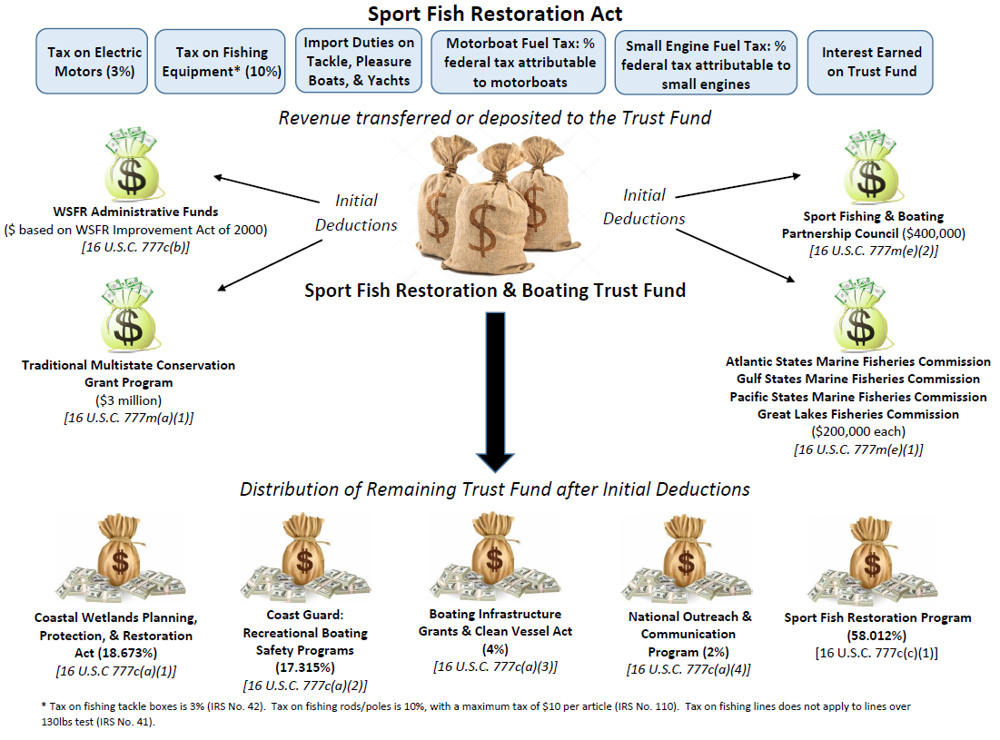 Sport Fish Restoration Act
Tax on Electric
Motors (3%)
Tax on Fishing
Equipment* (10%)
Import Duties on
Tackle, Pleasure
Boats, & Yachts
Motorboat Fuel Tax: %
federal tax attributable
to motorboats
Small Engine Fuel Tax: %
federal tax attributable to
small engines
Interest Earned
on Trust Fund
Revenue transferred or deposited to the Trust Fund
$
WSFR Administrative Funds
($ based on WSFR Improvement Act of 2000)
[16 U.S.C. 777c(b)]
Initial
Deductions
$
$
$
Initial
Deductions
$
Sport Fishing & Boating
Partnership Council ($400,000)
[16 U.S.C. 777m(e)(2)]
Sport Fish Restoration & Boating Trust Fund
$
Traditional Multistate Conservation
Grant Program
($3 million)
[16 U.S.C. 777m(a)(1)]
$
Atlantic States Marine Fisheries Commission
Gulf States Marine Fisheries Commission
Pacific States Marine Fisheries Commission
Great Lakes Fisheries Commission
($200,000 each)
[16 U.S.C. 777m(e)(1)]
Distribution of Remaining Trust Fund after Initial Deductions
$
Coastal Wetlands Planning,
Protection, & Restoration
Act (18.673%)
[16 U.S.C 777c(a)(1)]
$
Coast Guard:
Recreational Boating
Safety Programs
(17.315%)
[16 U.S.C. 777c(a)(2)]
$
Boating Infrastructure
Grants & Clean Vessel Act
(4%)
[16 U.S.C. 777c(a)(3)]
$
National Outreach &
Communication
Program (2%)
[16 U.S.C. 777c(a)(4)]
$
Sport Fish Restoration Program
(58.012%)
[16 U.S.C. 777c(c)(1)]
* Tax on fishing tackle boxes is 3% (IRS No. 42). Tax on fishing rods/poles is 10%, with a maximum tax of $10 per article (IRS No. 110). Tax on fishing lines does not apply to lines over
130lbs test (IRS No. 41).